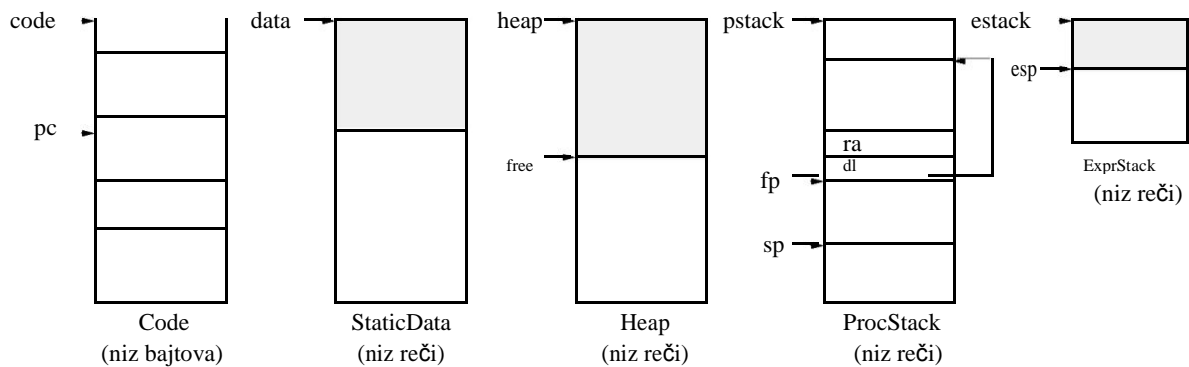 code
data
heap
pstack
estack
esp
pc
ra
free
dl
fp
sp
ExprStack
(niz reči)
Code
(niz bajtova)
StaticData
(niz reči)
Heap
(niz reči)
ProcStack
(niz reči)